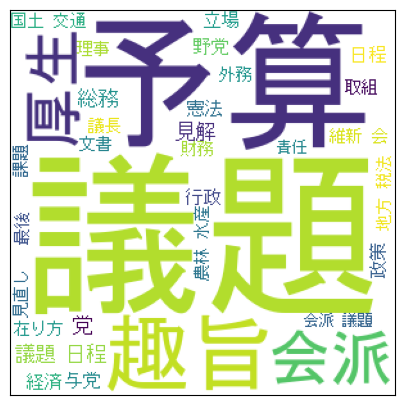 国土 交通
立場
予算
厚生
理事
野党
日程
外務
総務
憲法
取組
議長
見解
維新 会
文書
財務
責任
課題
議題
行政
地方 税法
最後
農林 水産
政策
見直し
在り方
党
趣旨
会派 議題
会派
議題 日程
経済
与党